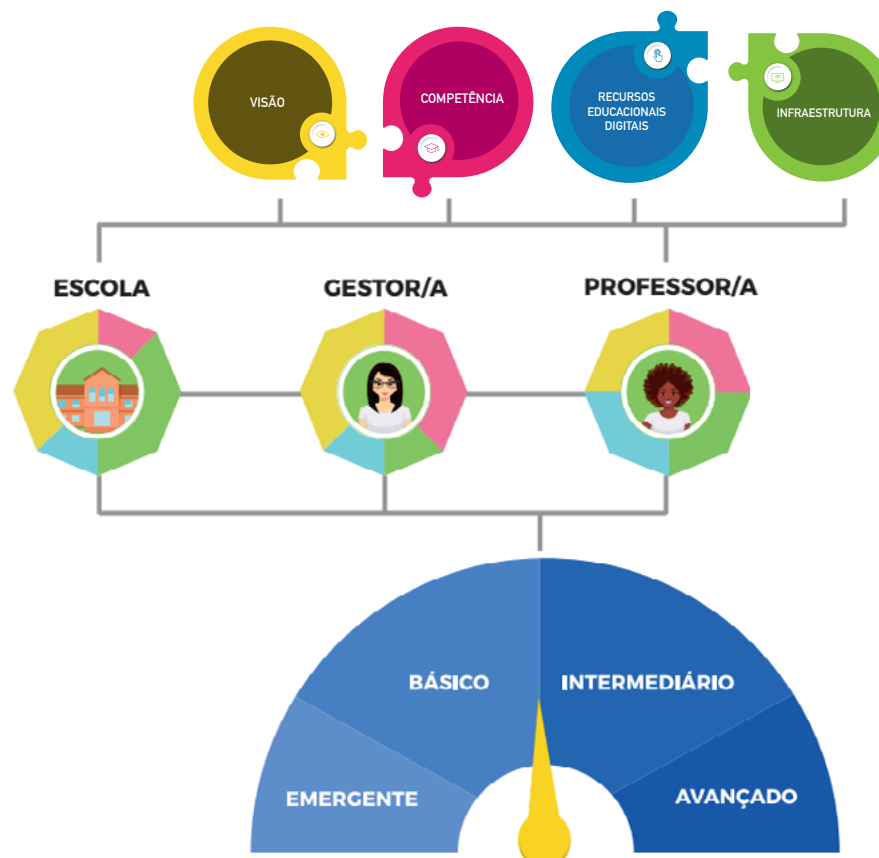 VISÃO
COMPETÊNCIA
RECURSOS
EDUCACIONAIS
DIGITAIS
INFRAESTRUTURA
ESCOLA
GESTOR/A
PROFESSOR/A
BÁSICO
INTERMEDIÁRIO
EMERGENTE
AVANÇADO